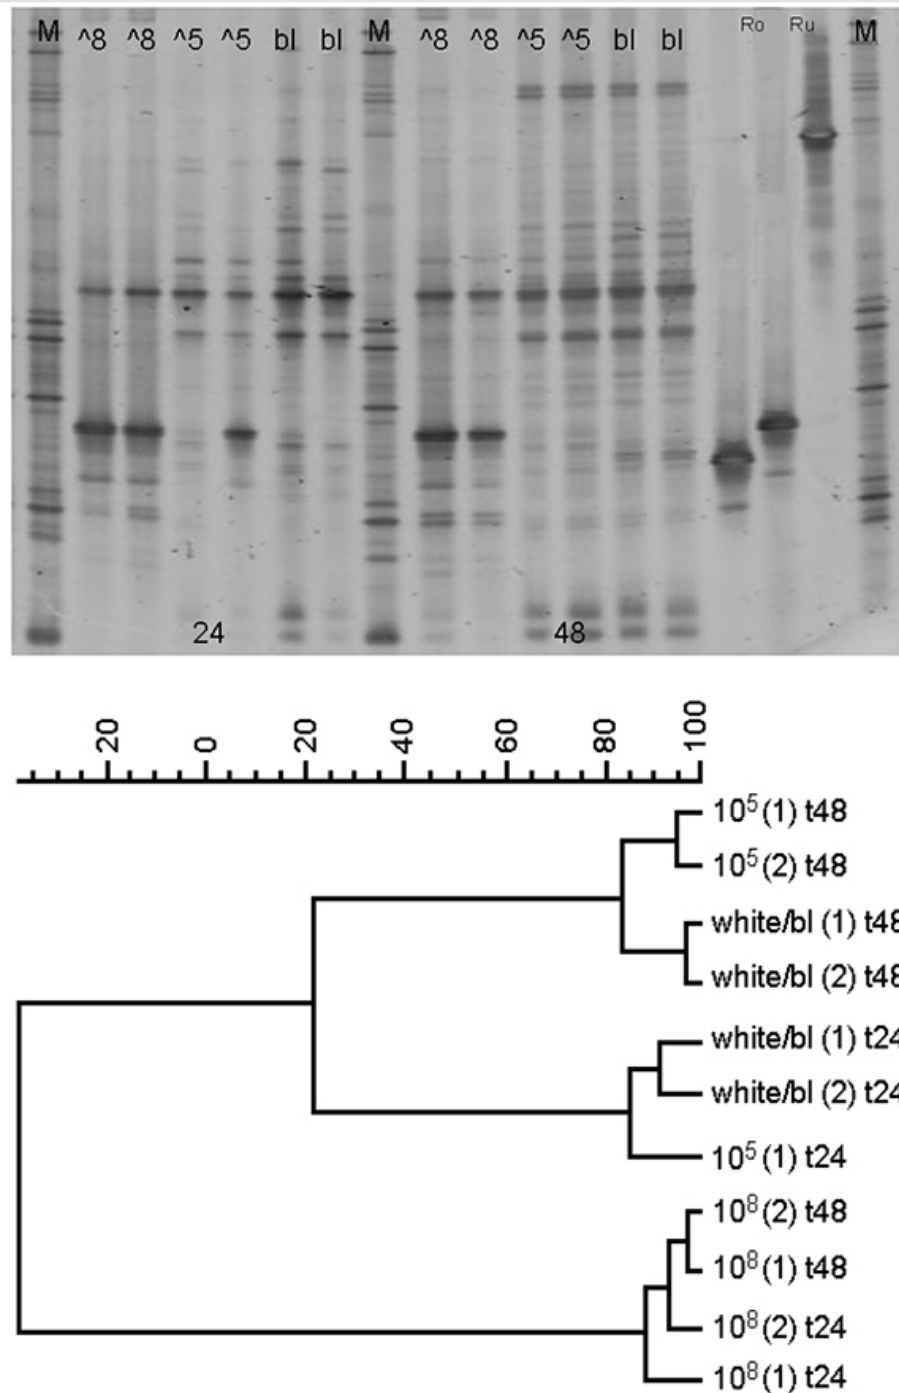 M ^8 ^8 ^5 ^5 bl bl M ^8 ^8 ^5 ^5 bl bl Ro Ru M
24 48
20 0 20 40 60 80 100
10⁵ (1) t48
10⁵ (2) t48
white/bl (1) t48
white/bl (2) t48
white/bl (1) t24
white/bl (2) t24
10⁵ (1) t24
10⁸ (2) t48
10⁸ (1) t48
10⁸ (2) t24
10⁸ (1) t24